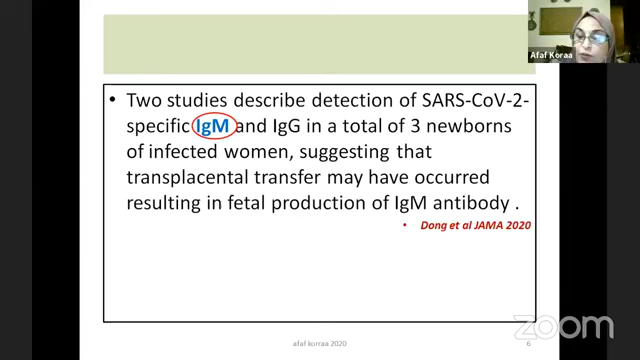 Afaf Koraa
• Two studies describe detection of SARS-CoV-2-
specific IgM and IgG in a total of 3 newborns
of infected women, suggesting that
transplacental transfer may have occurred
resulting in fetal production of IgM antibody .
• Dong et al JAMA 2020
afaf korraa 2020
6
zoom